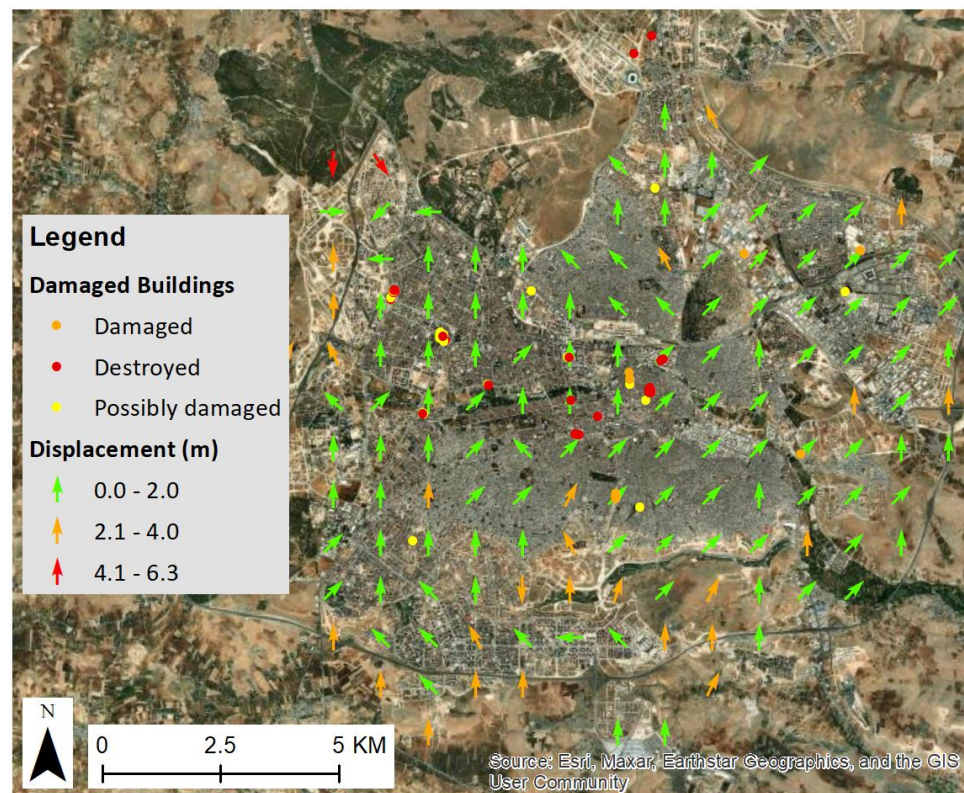 Legend
Damaged Buildings
Damaged
Destroyed
Possibly damaged
Displacement (m)
0.0 - 2.0
2.1 - 4.0
4.1 - 6.3
N
0 2.5 5 KM
Source: Esri, Maxar, Earthstar Geographics, and the GIS
User Community